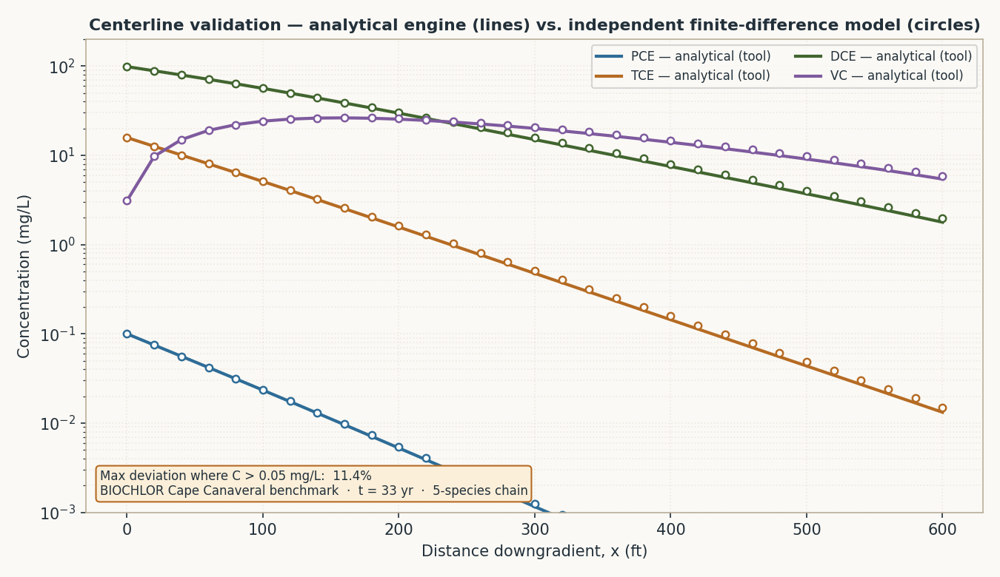 Centerline validation — analytical engine (lines) vs. independent finite-difference model (circles)
PCE — analytical (tool)
TCE — analytical (tool)
DCE — analytical (tool)
VC — analytical (tool)
Concentration (mg/L)
10²
10¹
10⁰
10⁻¹
10⁻²
10⁻³
Max deviation where C > 0.05 mg/L: 11.4%
BIOCHLOR Cape Canaveral benchmark · t = 33 yr · 5-species chain
0 100 200 300 400 500 600
Distance downgradient, x (ft)